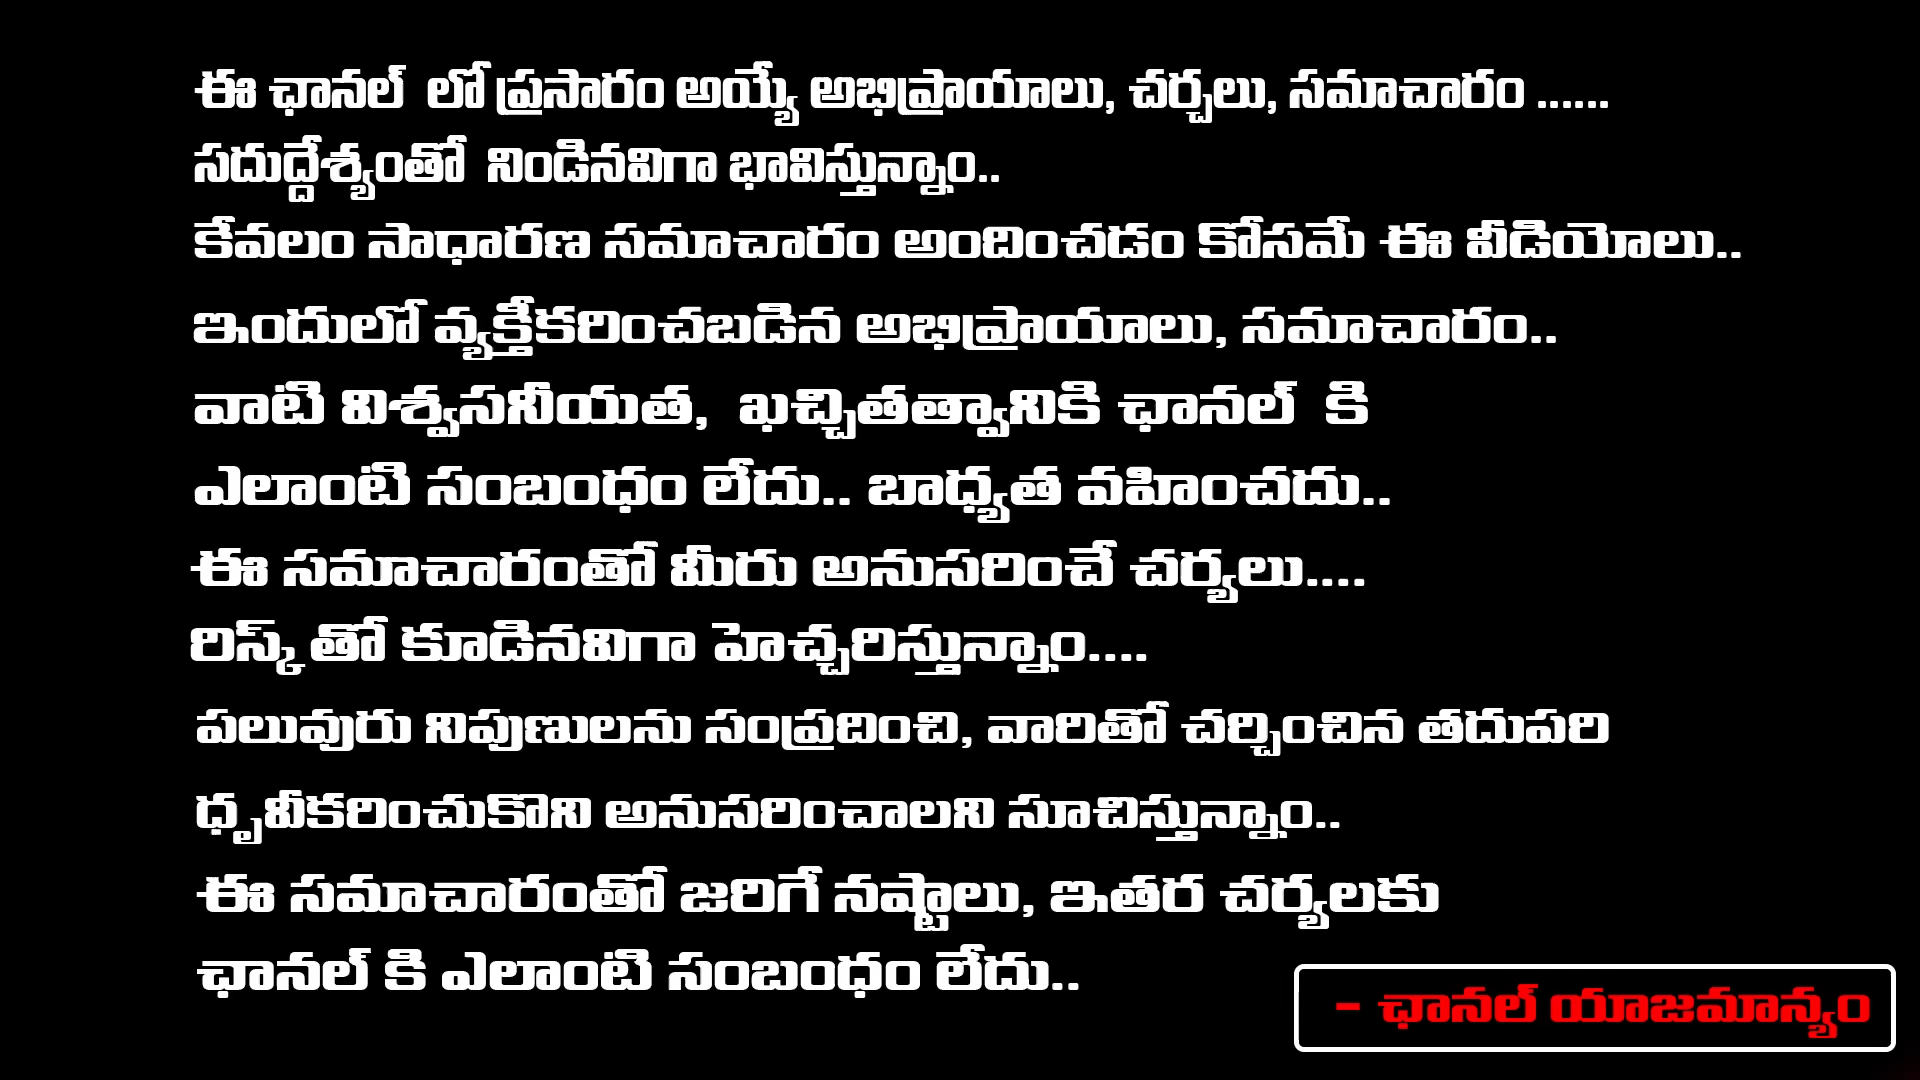 ఈ ఛానల్ లో ప్రసారం అయ్యే అభిప్రాయాలు, చర్చలు, సమాచారం ......
సదుద్దేశ్యంతో నిండినవిగా భావిస్తున్నాం..
కేవలం సాధారణ సమాచారం అందించడం కోసమే ఈ వీడియోలు..
ఇందులో వ్యక్తీకరించబడిన అభిప్రాయాలు, సమాచారం..
వాటి విశ్వసనీయత, ఖచ్చితత్వానికి ఛానల్ కి
ఎలాంటి సంబంధం లేదు.. బాధ్యత వహించదు..
ఈ సమాచారంతో మీరు అనుసరించే చర్యలు....
రిస్క్ తో కూడినవిగా హెచ్చరిస్తున్నాం....
పలువురు నిపుణులను సంప్రదించి, వారితో చర్చించిన తదుపరి
ధృవీకరించుకొని అనుసరించాలని సూచిస్తున్నాం..
ఈ సమాచారంతో జరిగే నష్టాలు, ఇతర చర్యలకు
ఛానల్ కి ఎలాంటి సంబంధం లేదు..
- ఛానల్ యాజమాన్యం